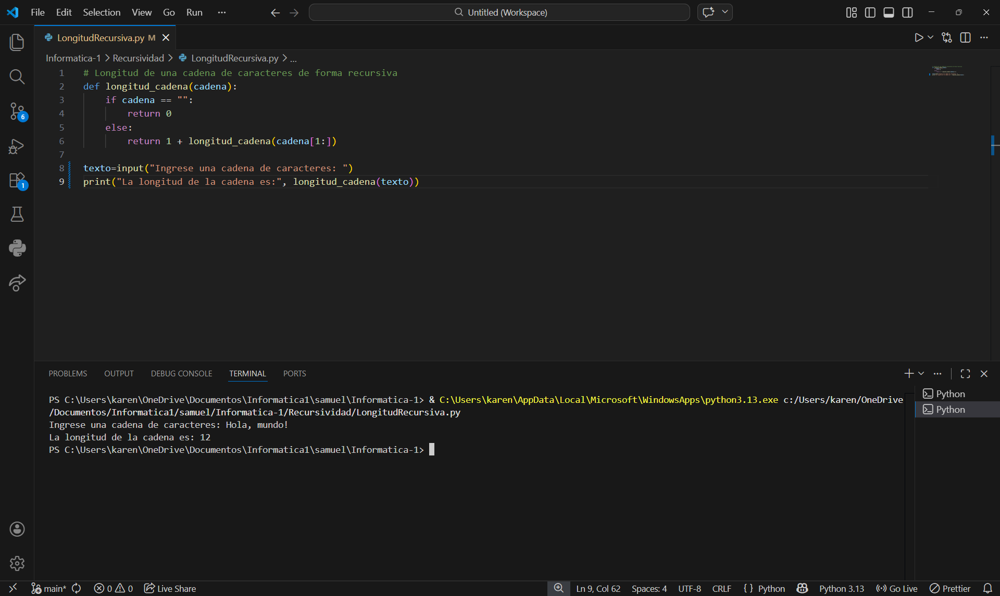 File Edit Selection View Go Run ... Untitled (Workspace)
LongitudRecursiva.py M
Informatica-1 > Recursividad > LongitudRecursiva.py > ...
1 # Longitud de una cadena de caracteres de forma recursiva
2 def longitud_cadena(cadena):
3 if cadena == "":
4 return 0
5 else:
6 return 1 + longitud_cadena(cadena[1:])
7
8 texto=input("Ingrese una cadena de caracteres: ")
9 print("La longitud de la cadena es:", longitud_cadena(texto))
6
1
PROBLEMS OUTPUT DEBUG CONSOLE TERMINAL PORTS
PS C:\Users\karen\OneDrive\Documentos\Informatica1\samuel\Informatica-1> & C:\Users\karen\AppData\Local\Microsoft\WindowsApps\python3.13.exe c:/Users/karen/OneDrive
/Documentos/Informatica1/samuel/Informatica-1/Recursividad/LongitudRecursiva.py
Ingrese una cadena de caracteres: Hola, mundo!
La longitud de la cadena es: 12
PS C:\Users\karen\OneDrive\Documentos\Informatica1\samuel\Informatica-1>
Python
Python
main* 0 0 Live Share Ln 9, Col 62 Spaces: 4 UTF-8 CRLF {} Python Python 3.13 Go Live Prettier